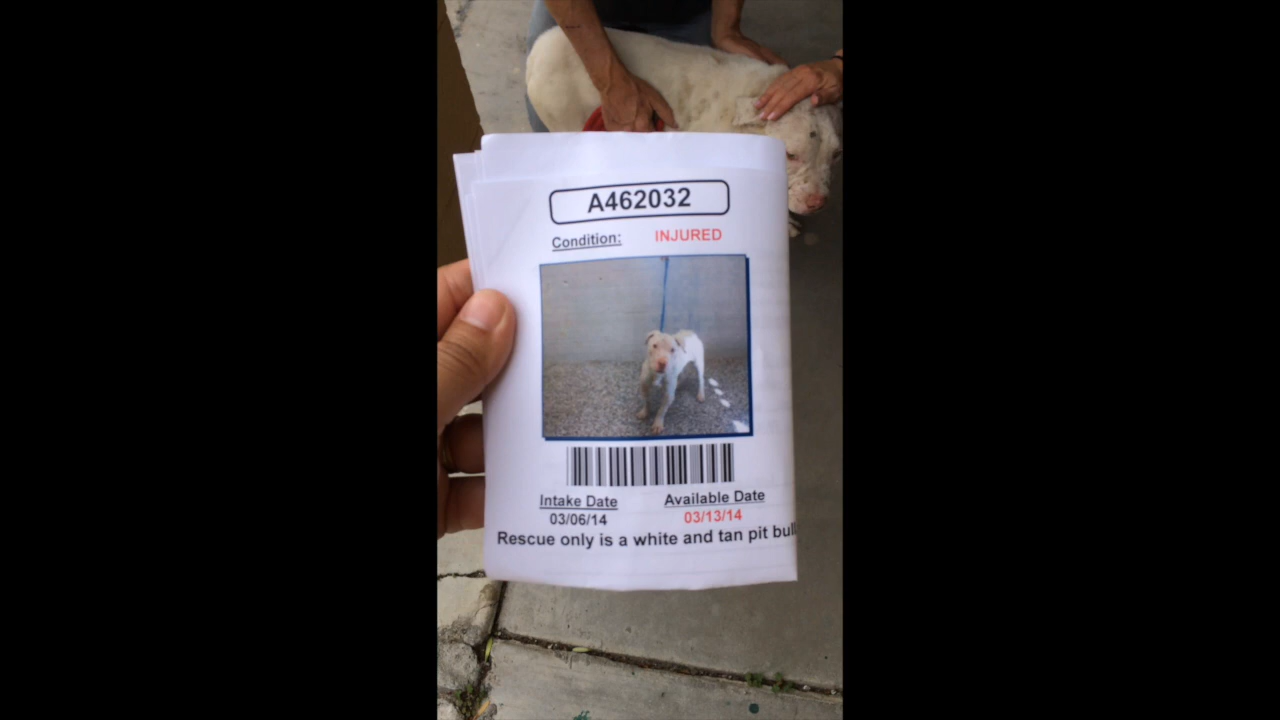 A462032
Condition: INJURED
Intake Date Available Date
03/06/14 03/13/14
Rescue only is a white and tan pit bull